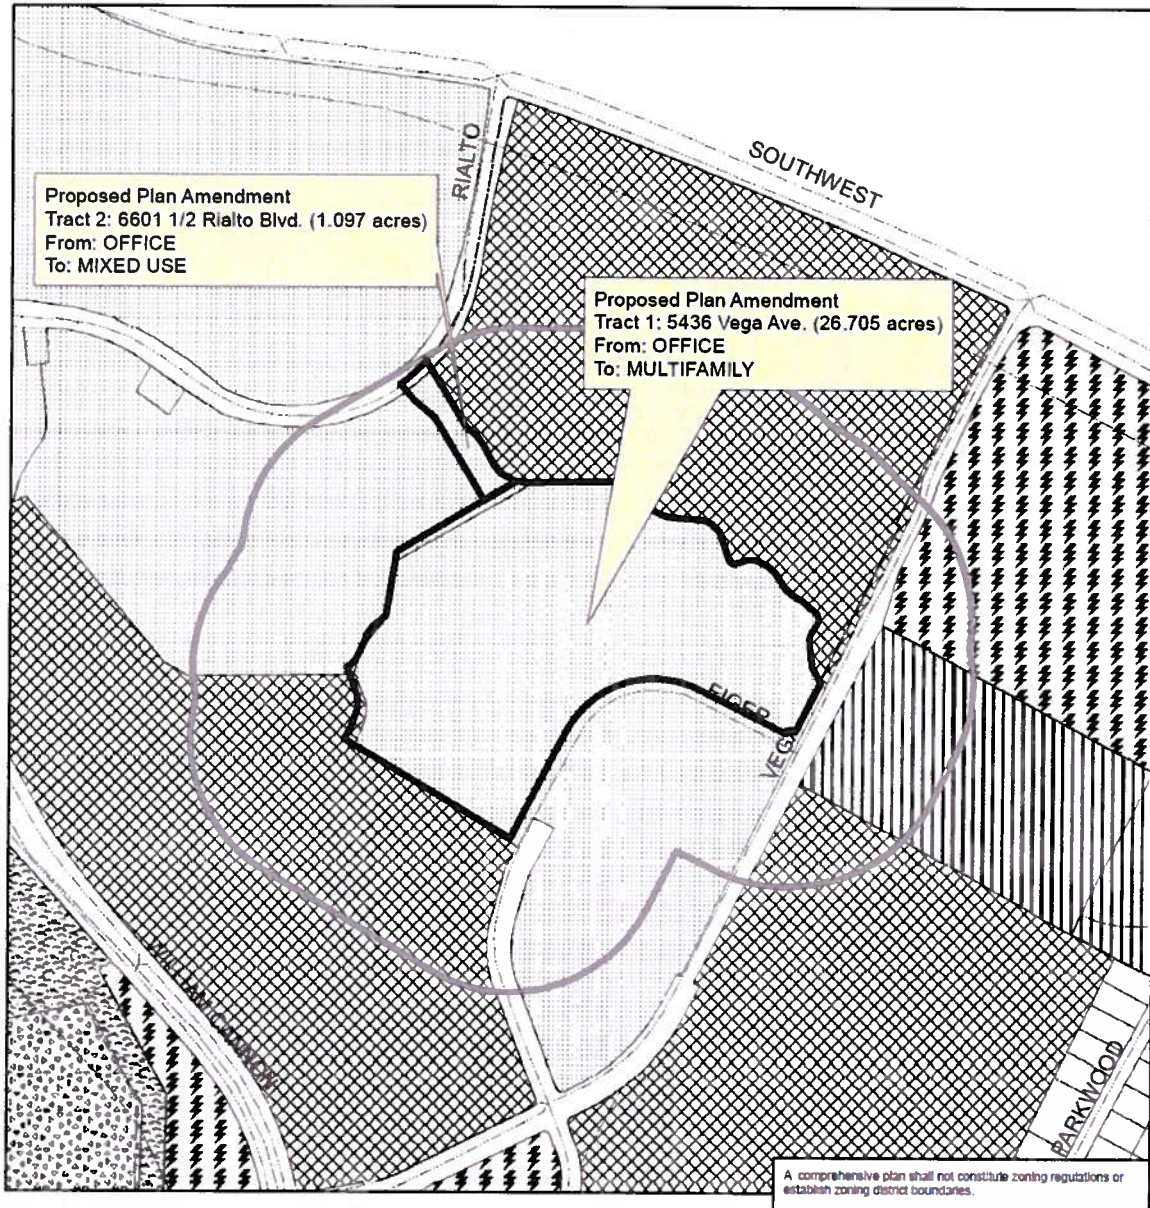 SOUTHWEST
RIALTO
Proposed Plan Amendment
Tract 2: 6601 1/2 Rialto Blvd. (1.097 acres)
From: OFFICE
To: MIXED USE
Proposed Plan Amendment
Tract 1: 5436 Vega Ave. (26.705 acres)
From: OFFICE
To: MULTIFAMILY
EIGER
VEGA
PARKWOOD
A comprehensive plan shall not constitute zoning regulations or
establish zoning district boundaries.